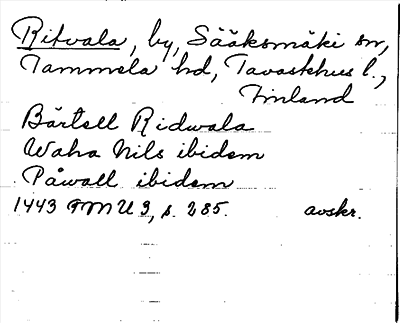 Ritvala, by, Sääksmäki sn,
Tammela hd, Tavastehus l.,
Finland
Bärtell Ridwala
Waha Nils ibidem
Påwall ibidem
1443 FMU 3, s. 285. avskr.